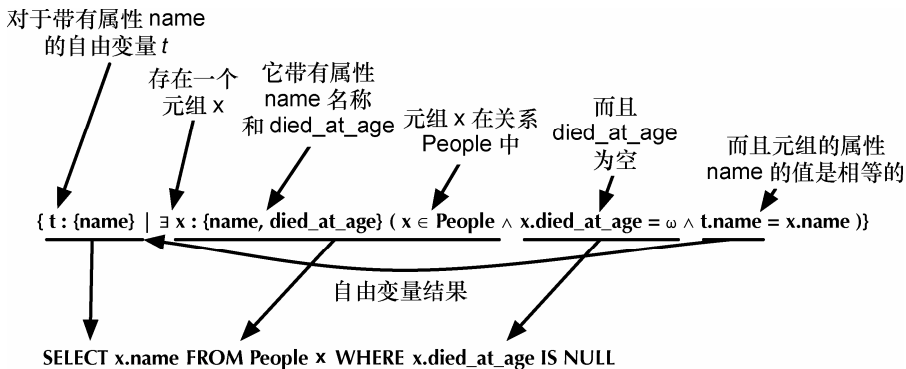 对于带有属性 name
的自由变量 t
存在一个
元组 x
它带有属性
name 名称
和 died_at_age
元组 x 在关系
People 中
而且
died_at_age
为空
而且元组的属性
name 的值是相等的
{ t : {name} | ∃ x : {name, died_at_age} ( x ∈ People ∧ x.died_at_age = ω ∧ t.name = x.name )}
自由变量结果
SELECT x.name FROM People x WHERE x.died_at_age IS NULL